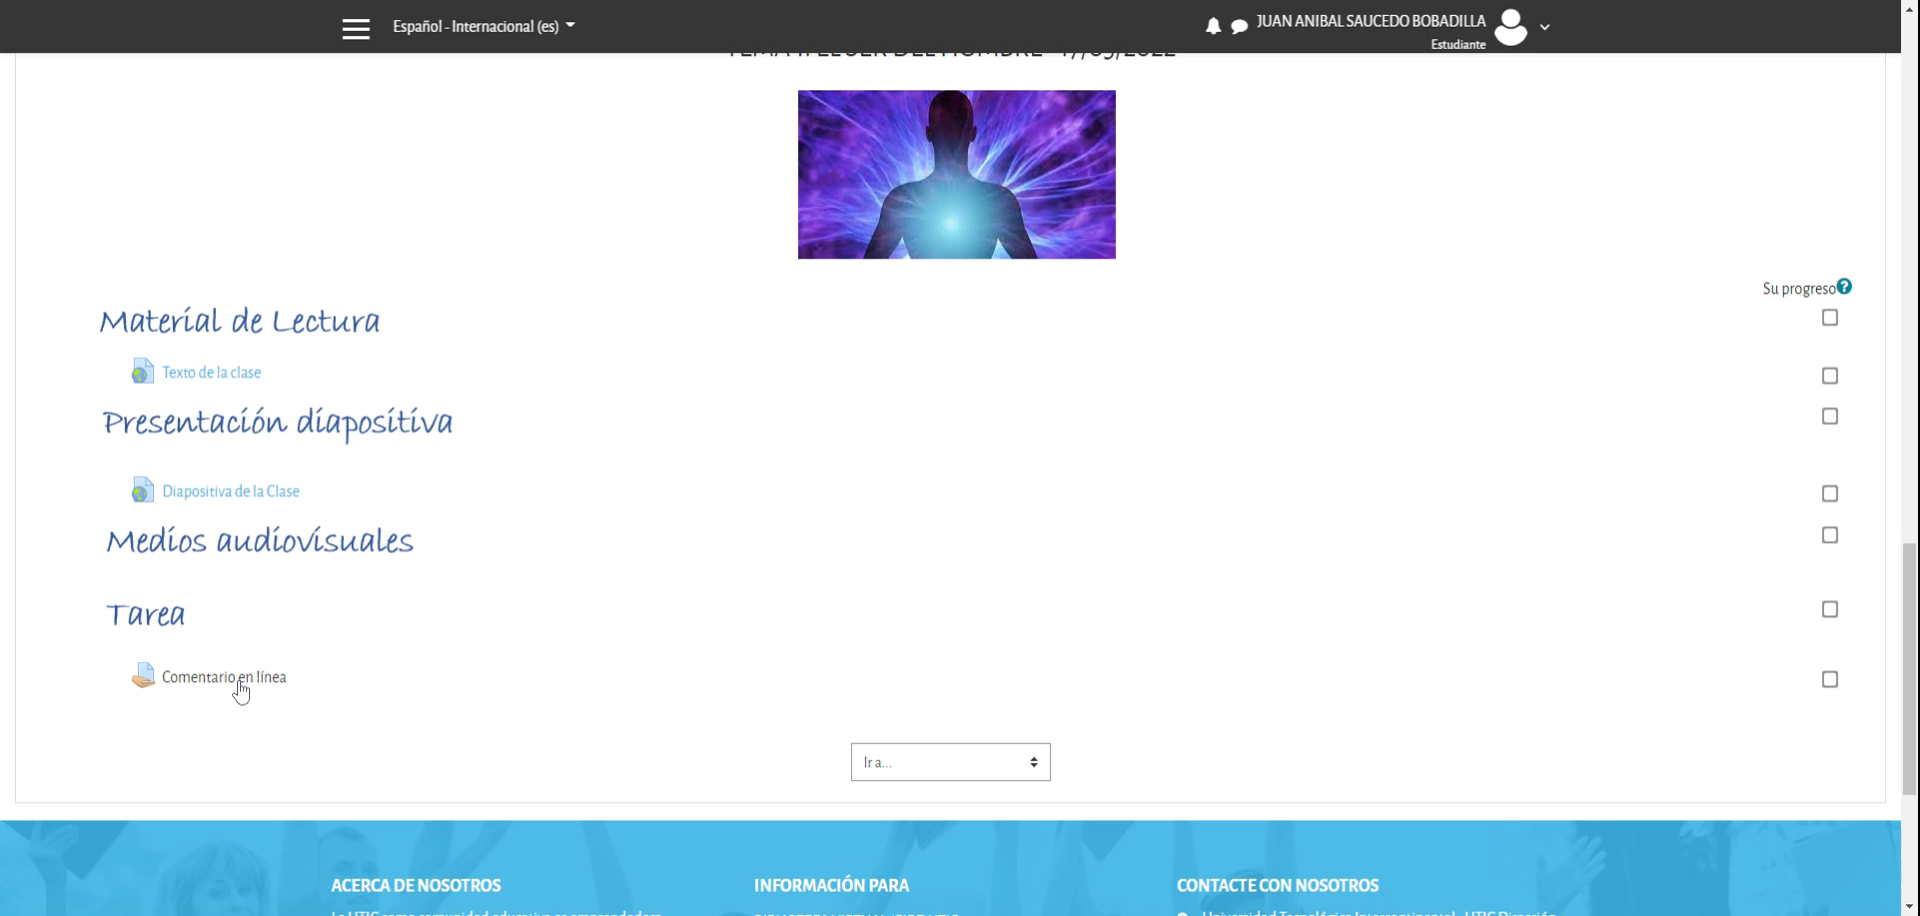 Español - Internacional (es)
JUAN ANIBAL SAUCEDO BOBADILLA
Estudiante
Su progreso
Material de Lectura
Texto de la clase
Presentación diapositiva
Diapositiva de la Clase
Medios audiovisuales
Tarea
Comentario en línea
Ir a...
ACERCA DE NOSOTROS
INFORMACIÓN PARA
CONTACTE CON NOSOTROS